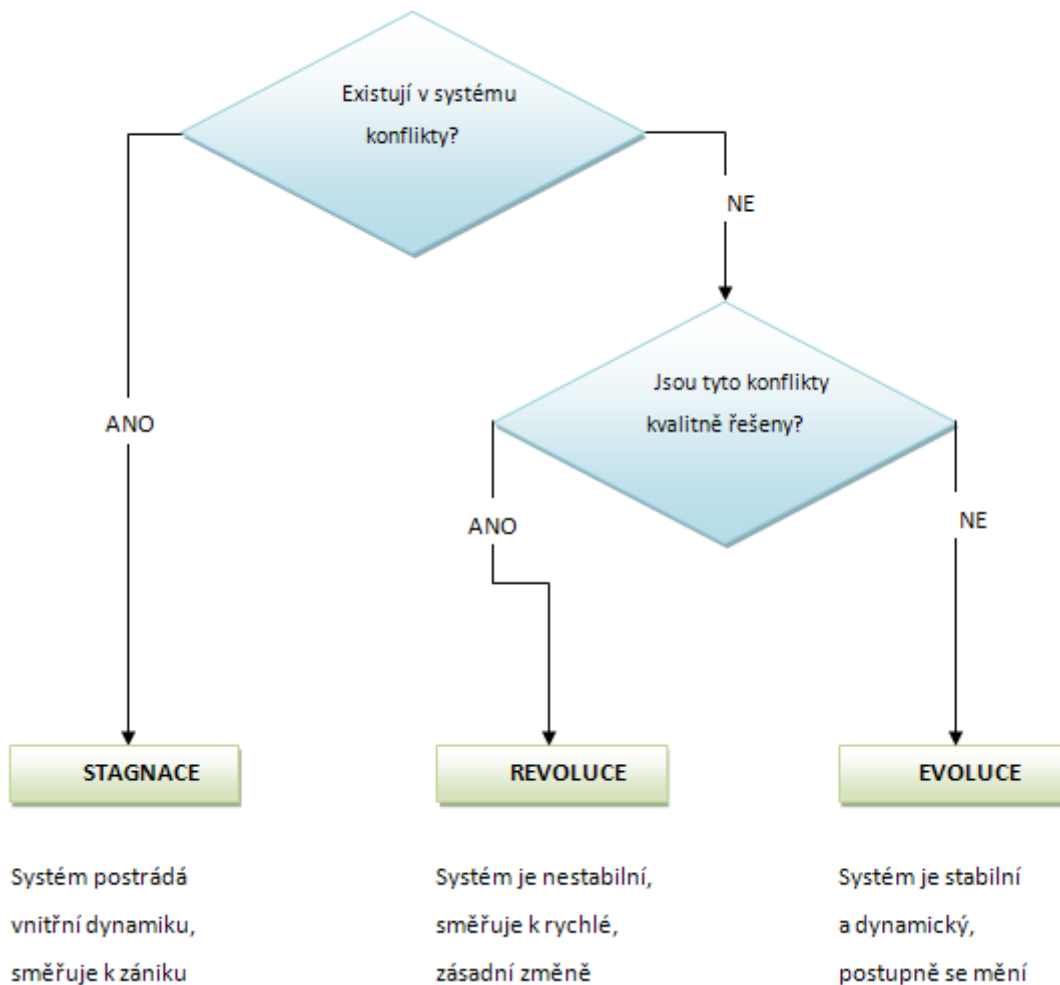 Existují v systému
konflikty?
NE
Jsou tyto konflikty
kvalitně řešeny?
ANO
ANO
NE
STAGNACE
REVOLUCE
EVOLUCE
Systém postrádá
vnitřní dynamiku,
směřuje k zániku
Systém je nestabilní,
směřuje k rychlé,
zásadní změně
Systém je stabilní
a dynamický,
postupně se mění